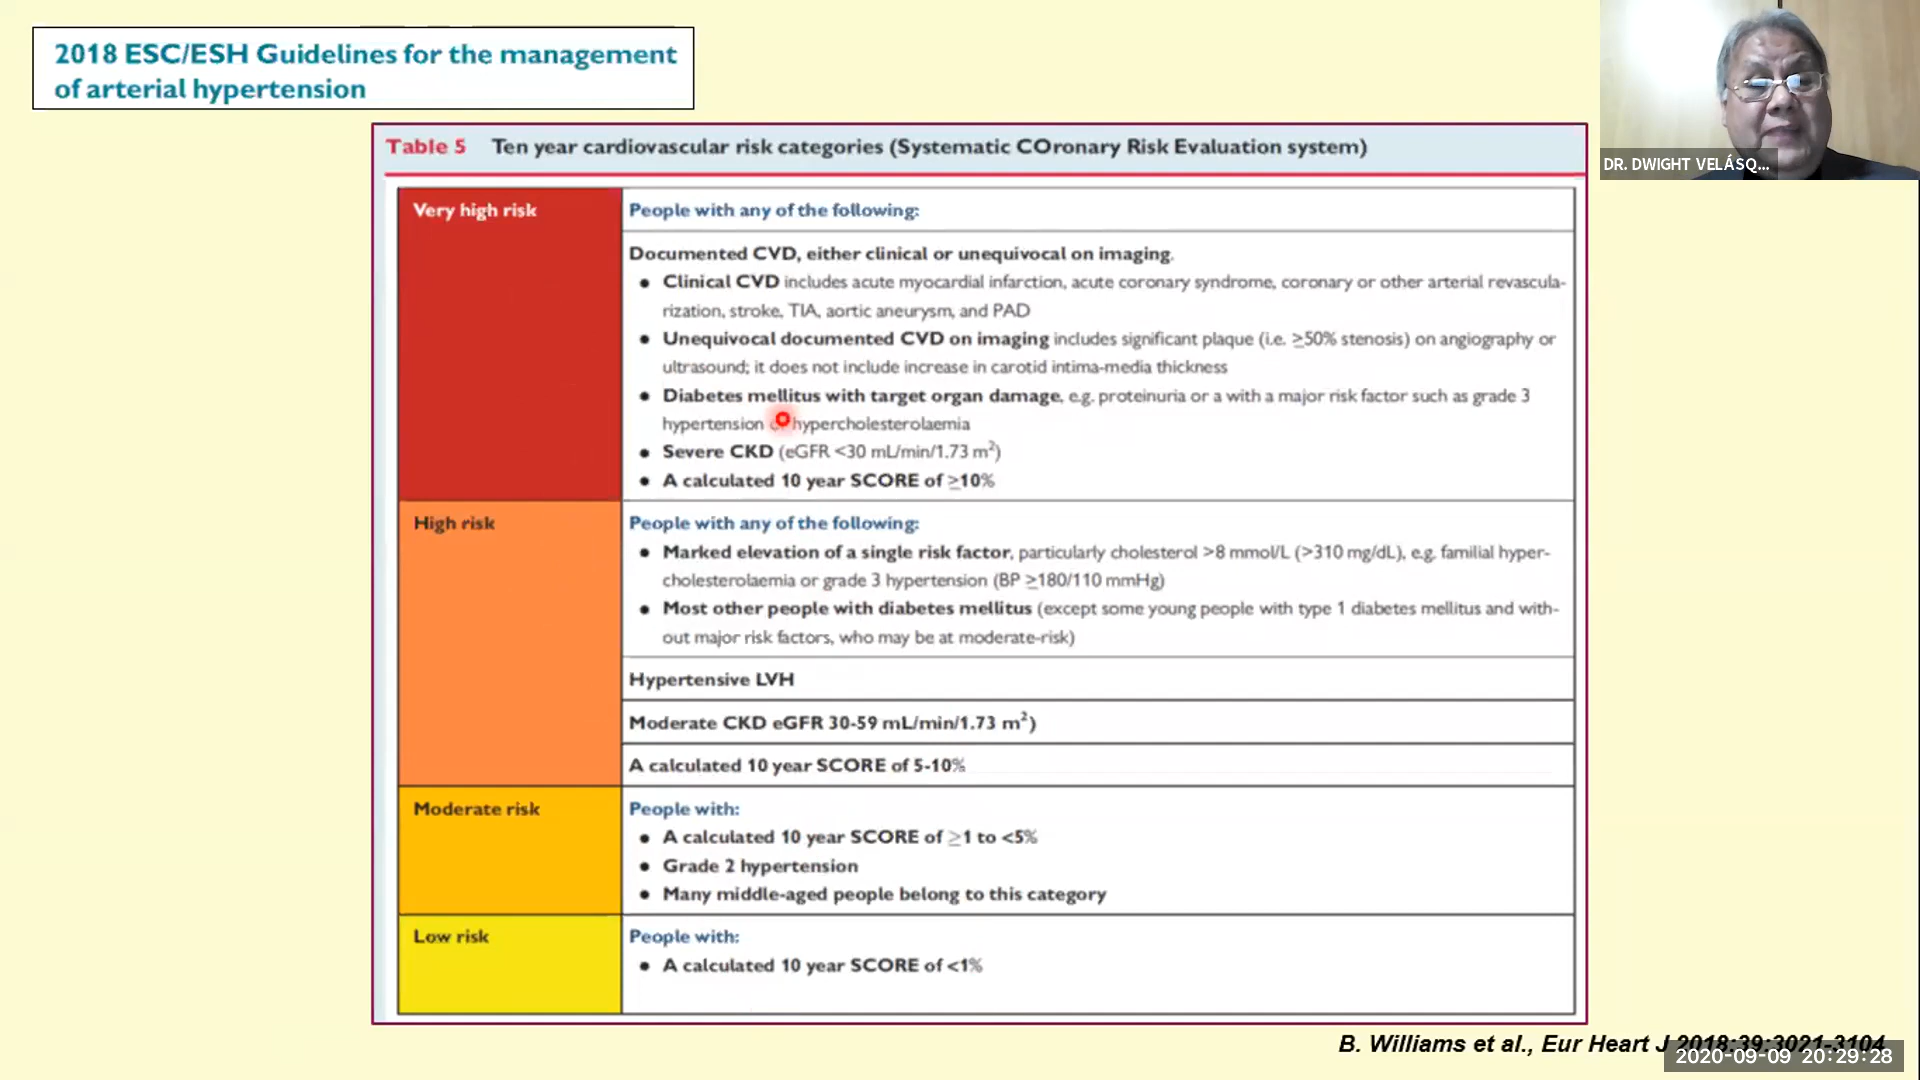 2018 ESC/ESH Guidelines for the management
of arterial hypertension
DR. DWIGHT VELÁSQ...
Table 5 Ten year cardiovascular risk categories (Systematic COronary Risk Evaluation system)
Very high risk
People with any of the following:
Documented CVD, either clinical or unequivocal on imaging.
● Clinical CVD includes acute myocardial infarction, acute coronary syndrome, coronary or other arterial revascula-
rization, stroke, TIA, aortic aneurysm, and PAD
● Unequivocal documented CVD on imaging includes significant plaque (i.e. ≥50% stenosis) on angiography or
ultrasound; it does not include increase in carotid intima-media thickness
● Diabetes mellitus with target organ damage, e.g. proteinuria or a with a major risk factor such as grade 3
hypertension hypercholesterolaemia
● Severe CKD (eGFR <30 mL/min/1.73 m²)
● A calculated 10 year SCORE of ≥10%
High risk
People with any of the following:
● Marked elevation of a single risk factor, particularly cholesterol >8 mmol/L (>310 mg/dL), e.g. familial hyper-
cholesterolaemia or grade 3 hypertension (BP ≥180/110 mmHg)
● Most other people with diabetes mellitus (except some young people with type 1 diabetes mellitus and with-
out major risk factors, who may be at moderate-risk)
Hypertensive LVH
Moderate CKD eGFR 30-59 mL/min/1.73 m²)
A calculated 10 year SCORE of 5-10%
Moderate risk
People with:
● A calculated 10 year SCORE of ≥1 to <5%
● Grade 2 hypertension
● Many middle-aged people belong to this category
Low risk
People with:
● A calculated 10 year SCORE of <1%
B. Williams et al., Eur Heart J 2018;39:3021-3104
2020-09-09 20:29:28